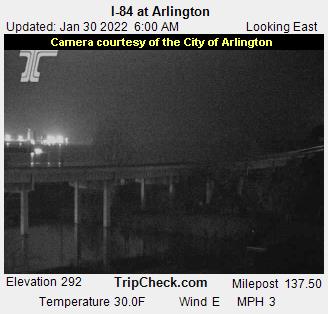 I-84 at Arlington
Updated: Jan 30 2022 6:00 AM Looking East
Camera courtesy of the City of Arlington
Elevation 292 TripCheck.com Milepost 137.50
Temperature 30.0F Wind E MPH 3